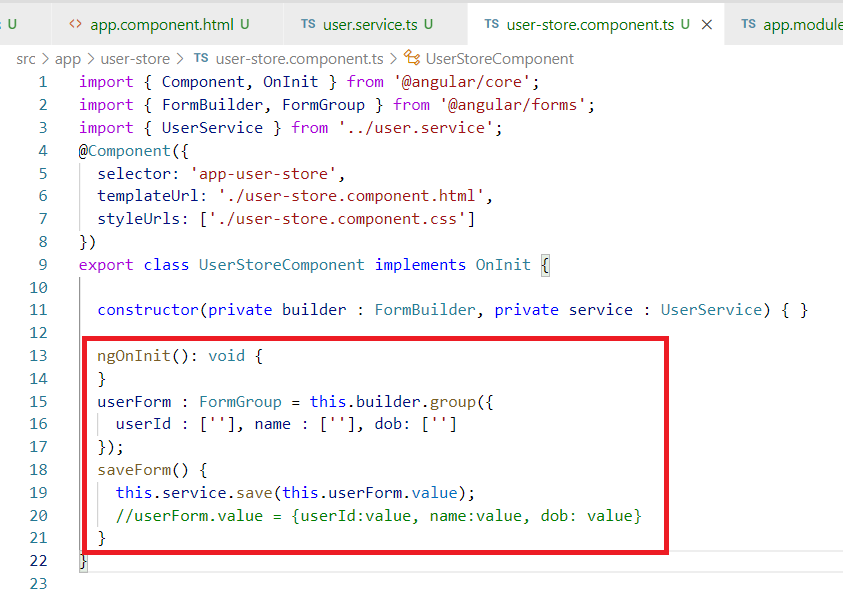 U <> app.component.html U TS user.service.ts U TS user-store.component.ts U × TS app.module
src > app > user-store > TS user-store.component.ts > UserStoreComponent
1 import { Component, OnInit } from '@angular/core';
2 import { FormBuilder, FormGroup } from '@angular/forms';
3 import { UserService } from '../user.service';
4 @Component({
5 selector: 'app-user-store',
6 templateUrl: './user-store.component.html',
7 styleUrls: ['./user-store.component.css']
8 })
9 export class UserStoreComponent implements OnInit {
10
11 constructor(private builder : FormBuilder, private service : UserService) { }
12
13 ngOnInit(): void {
14 }
15 userForm : FormGroup = this.builder.group({
16 userId : [''], name : [''], dob: ['']
17 });
18 saveForm() {
19 this.service.save(this.userForm.value);
20 //userForm.value = {userId:value, name:value, dob: value}
21 }
22 }
23